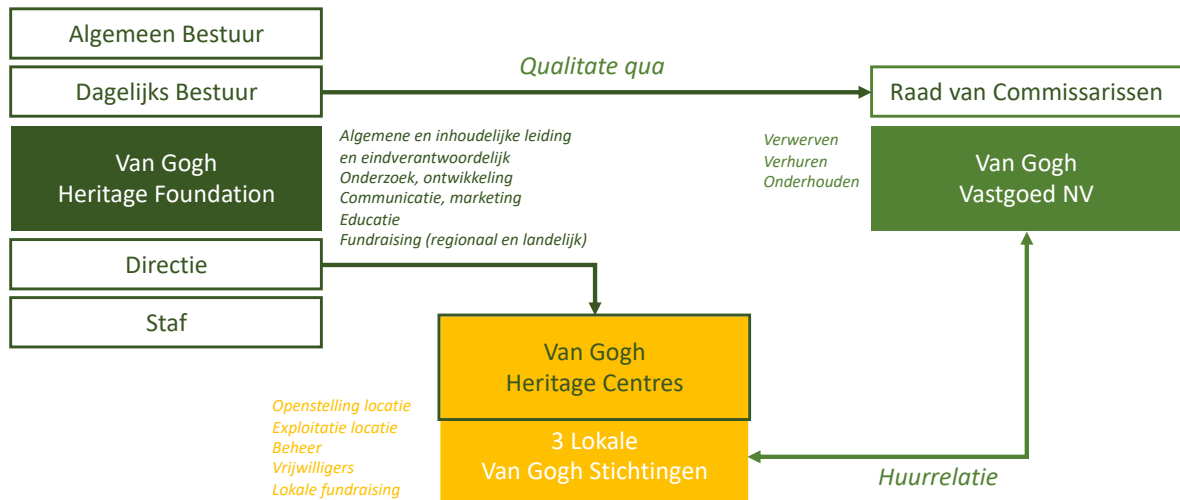 Algemeen Bestuur
Dagelijks Bestuur
Van Gogh
Heritage Foundation
Directie
Staf
Qualitate qua
Algemene en inhoudelijke leiding
en eindverantwoordelijk
Onderzoek, ontwikkeling
Communicatie, marketing
Educatie
Fundraising (regionaal en landelijk)
Raad van Commissarissen
Verwerven
Verhuren
Onderhouden
Van Gogh
Vastgoed NV
Van Gogh
Heritage Centres
3 Lokale
Van Gogh Stichtingen
Openstelling locatie
Exploitatie locatie
Beheer
Vrijwilligers
Lokale fundraising
Huurrelatie